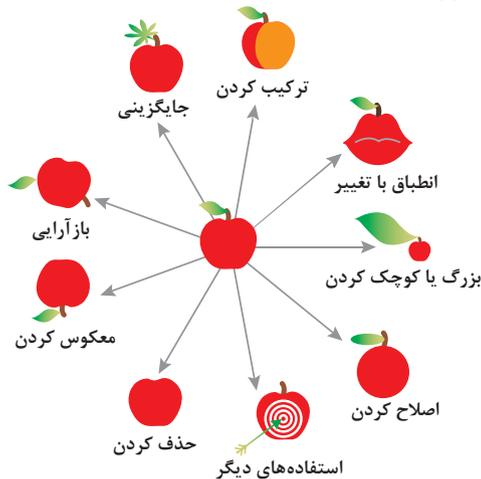 ترکیب کردن
جایگزینی
انطباق با تغییر
بازآرایی
بزرگ یا کوچک کردن
معکوس کردن
اصلاح کردن
حذف کردن
استفاده‌های دیگر